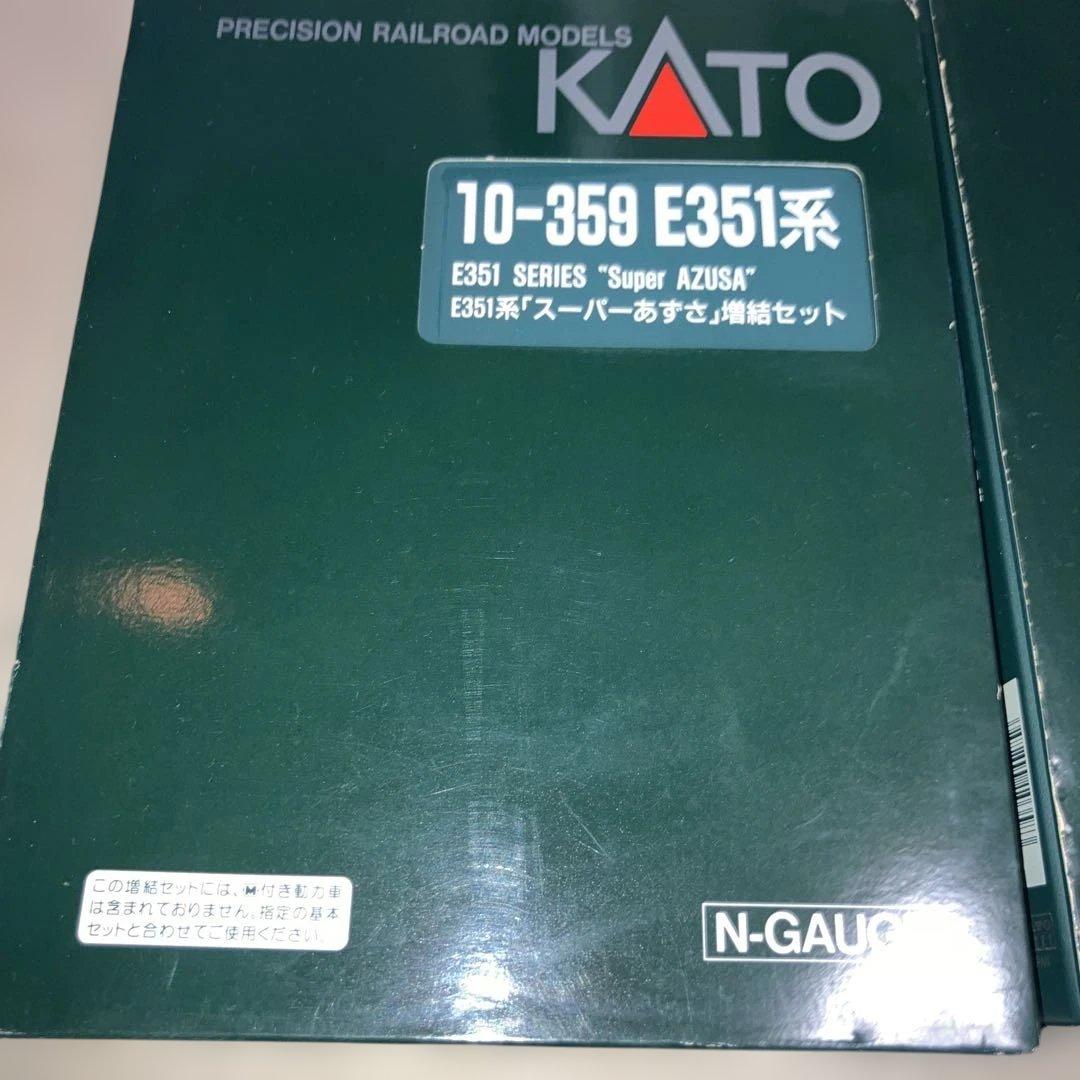 PRECISION RAILROAD MODELS
KATO
10-359 E351系
E351 SERIES "Super AZUSA"
E351系「スーパーあずさ」増結セット
この増結セットには、M付き動力車
は含まれておりません。指定の基本
セットと合わせてご使用ください。